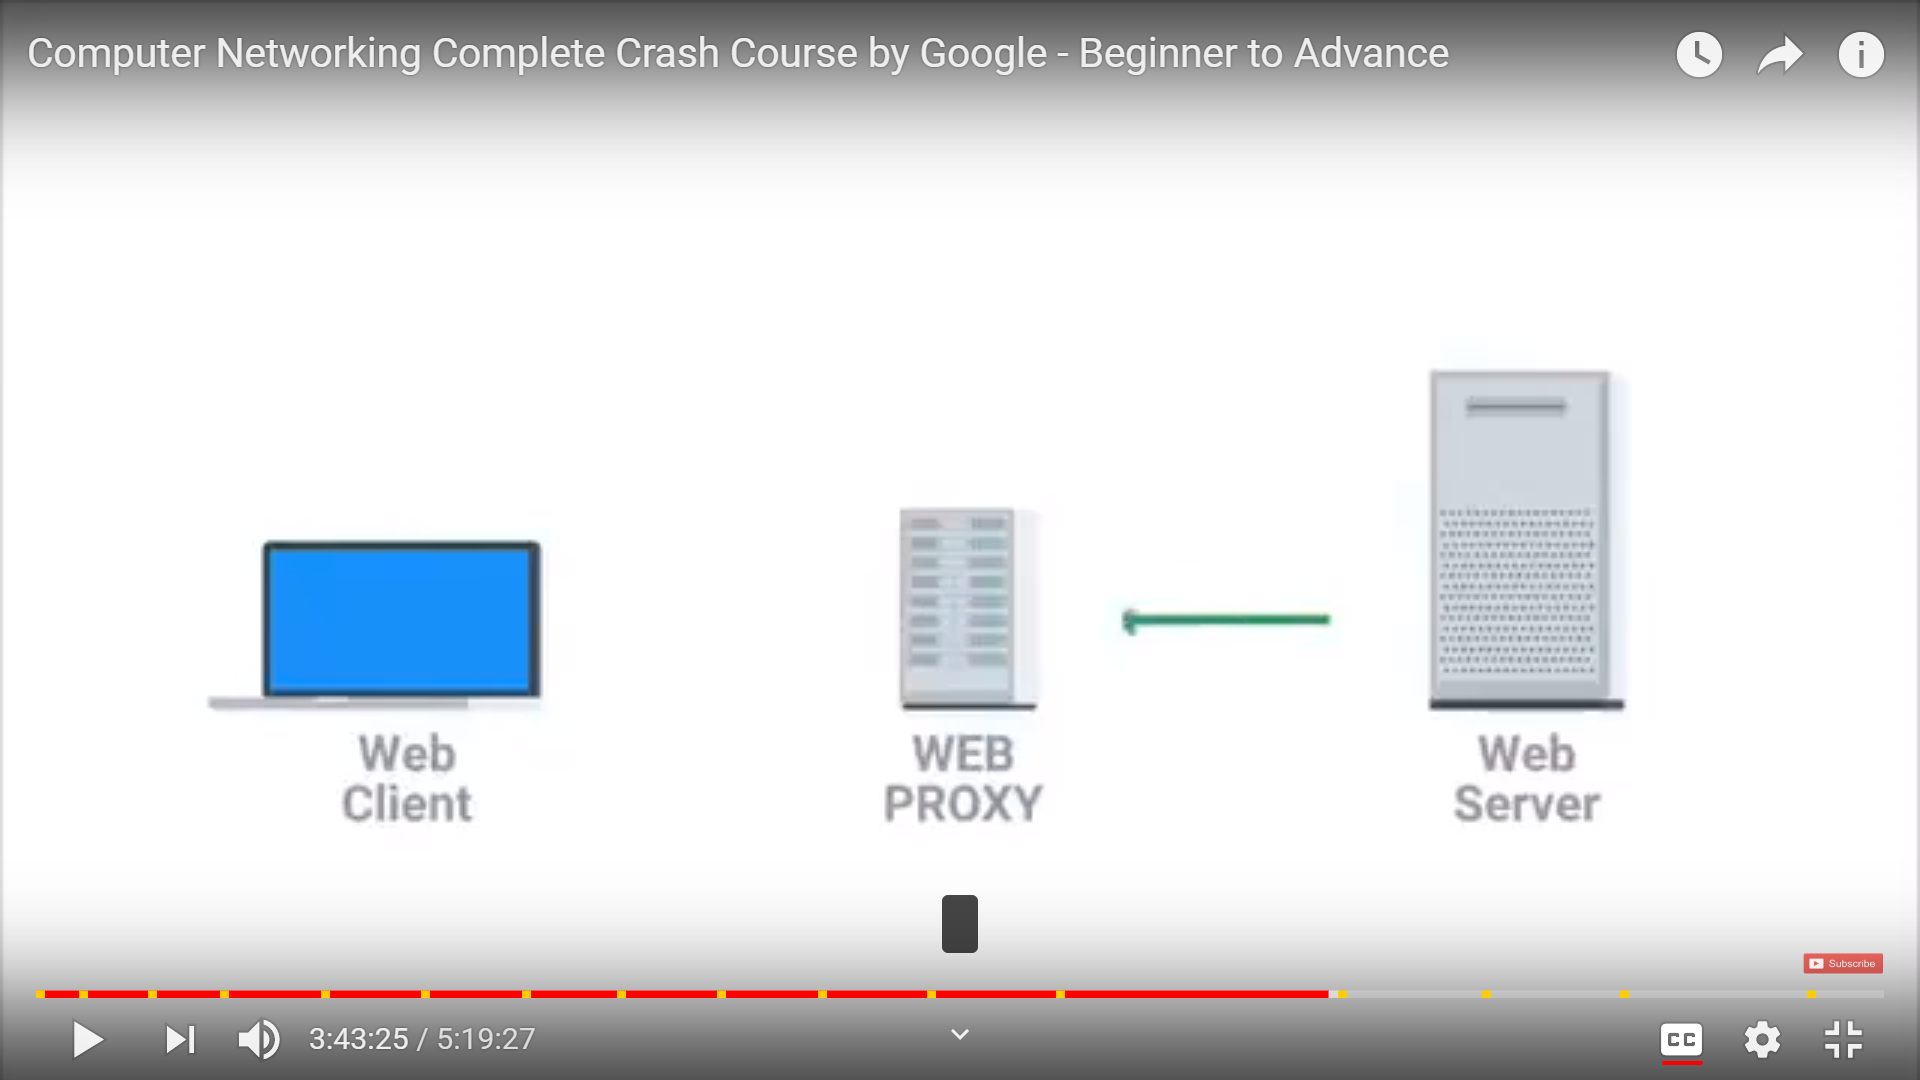 Computer Networking Complete Crash Course by Google - Beginner to Advance
Web
Client
WEB
PROXY
Web
Server
Subscribe
3:43:25 / 5:19:27
CC